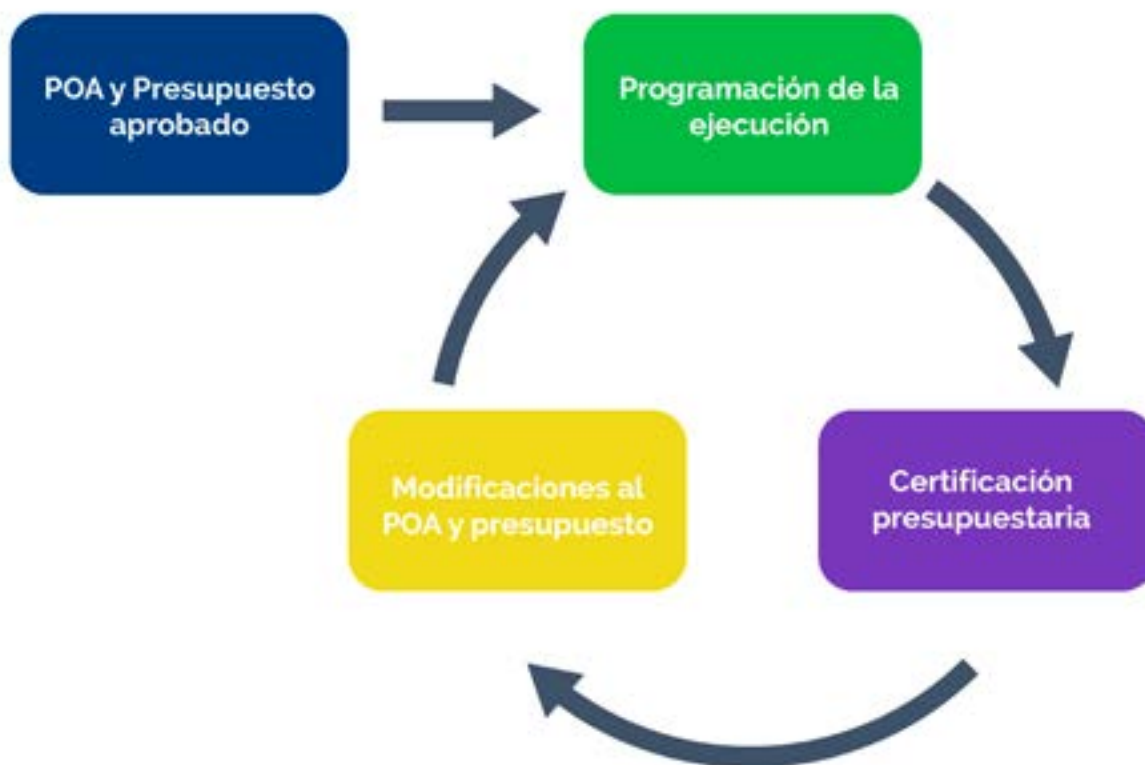 POA y Presupuesto
aprobado
Programación de la
ejecución
Modificaciones al
POA y presupuesto
Certificación
presupuestaria